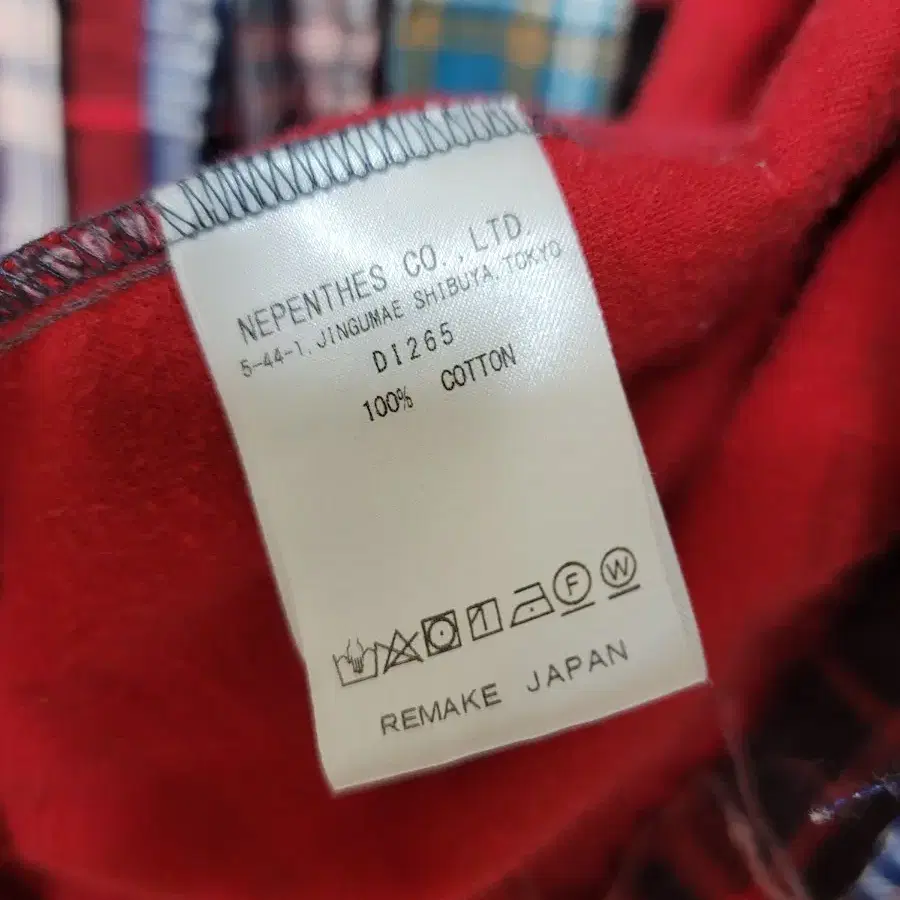 NEPENTHES CO.,LTD.
5-44-1, JINGUMAE SHIBUYA, TOKYO
DI265
100% COTTON
F W
REMAKE JAPAN